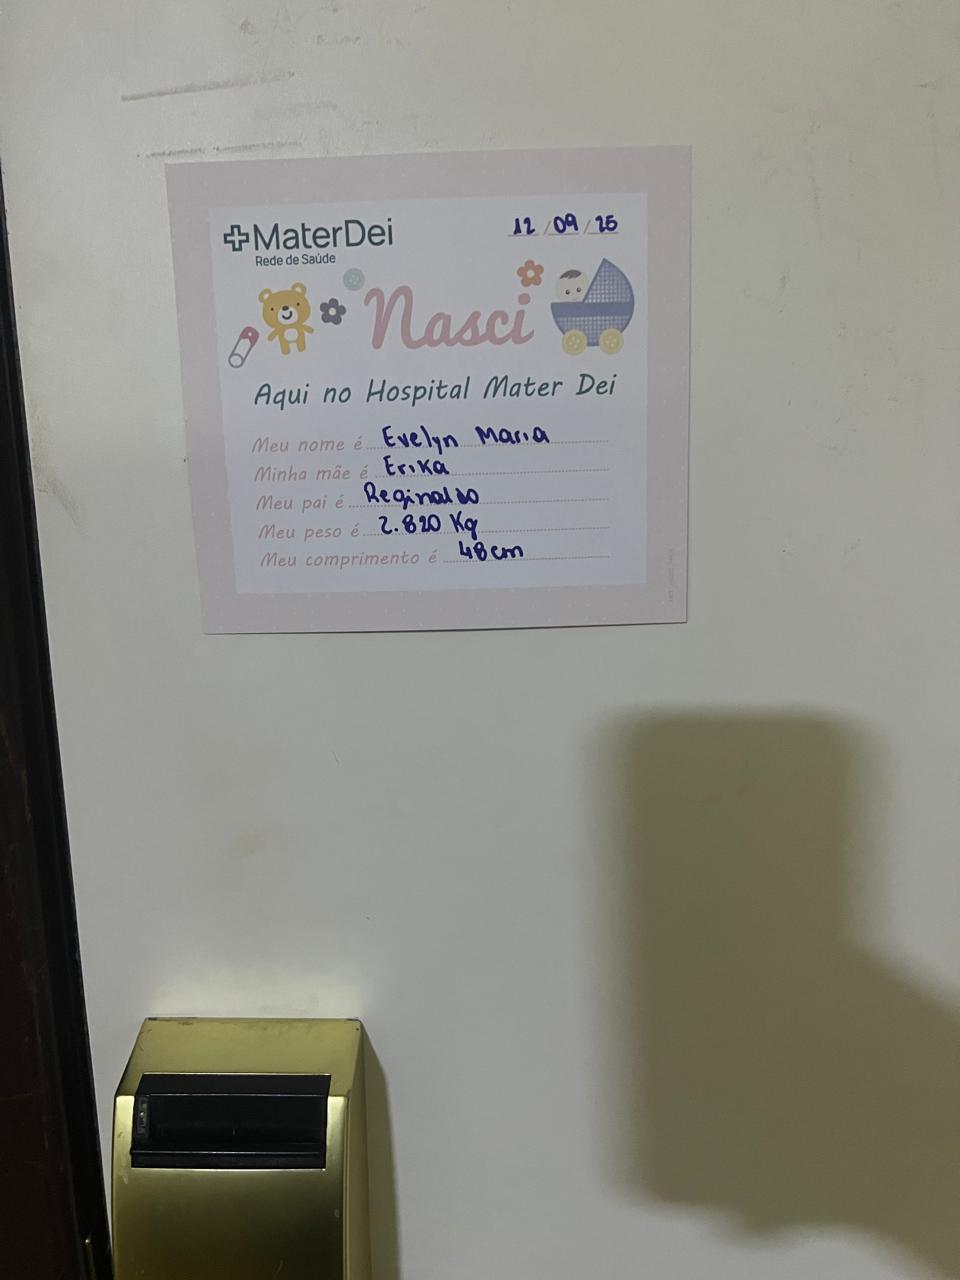 MaterDei
Rede de Saúde
12/09/25
Nasci
Aqui no Hospital Mater Dei
Meu nome é Evelyn Maria
Minha mãe é Erika
Meu pai é Reginaldo
Meu peso é 2.820 Kg
Meu comprimento é 48cm